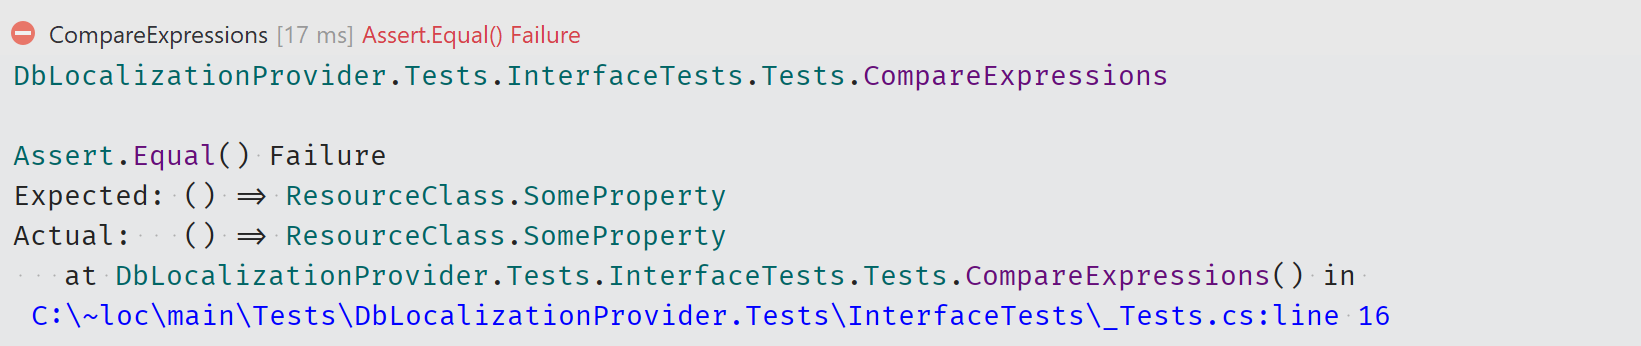 CompareExpressions [17 ms] Assert.Equal() Failure
DbLocalizationProvider.Tests.InterfaceTests.Tests.CompareExpressions
Assert.Equal() Failure
Expected: () => ResourceClass.SomeProperty
Actual:   () => ResourceClass.SomeProperty
   at DbLocalizationProvider.Tests.InterfaceTests.Tests.CompareExpressions() in
 C:\~loc\main\Tests\DbLocalizationProvider.Tests\InterfaceTests\_Tests.cs:line 16